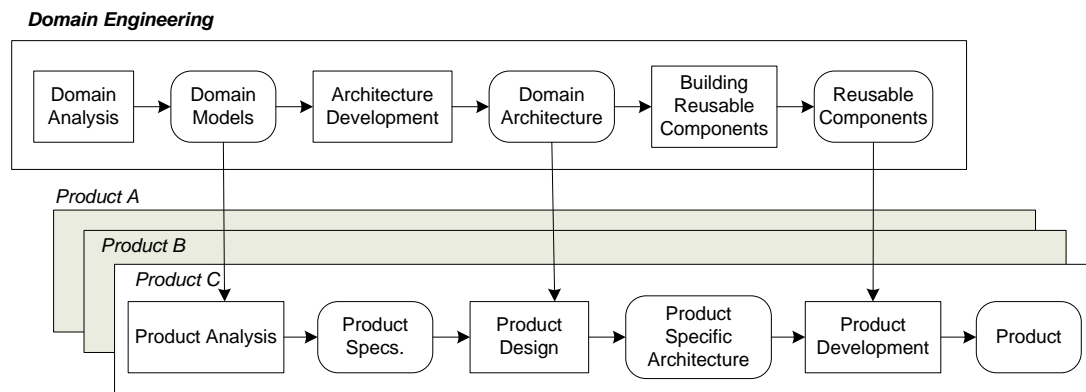 Domain Engineering
Domain
Analysis
Domain
Models
Architecture
Development
Domain
Architecture
Building
Reusable
Components
Reusable
Components
Product A
Product B
Product C
Product Analysis
Product
Specs.
Product
Design
Product
Specific
Architecture
Product
Development
Product